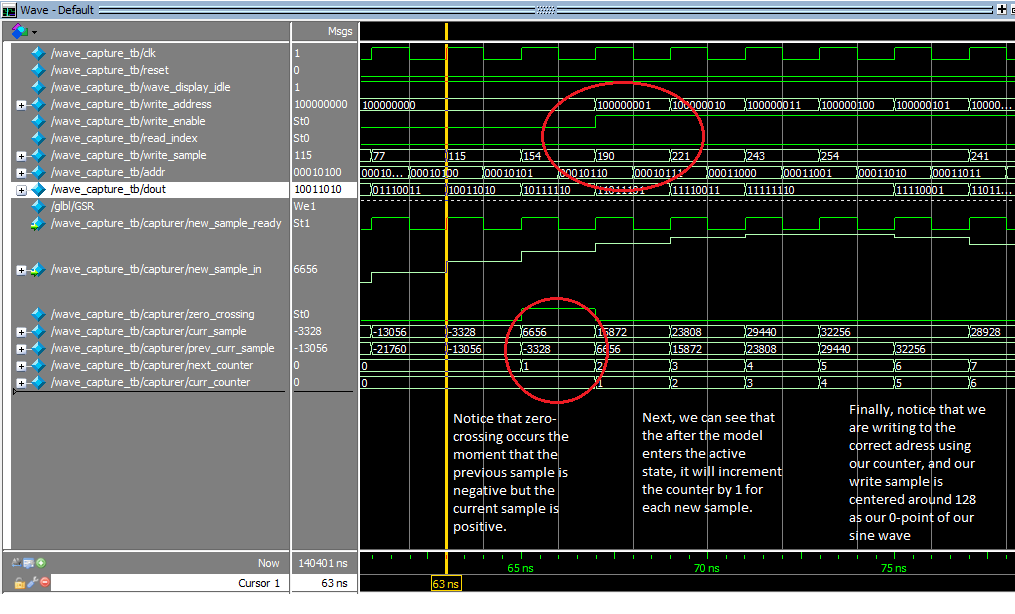 Wave - Default
Msgs
/wave_capture_tb/clk 1
/wave_capture_tb/reset 0
/wave_capture_tb/wave_display_idle 1
/wave_capture_tb/write_address 100000000 100000000 100000001 100000010 100000011 100000100 100000101 10000...
/wave_capture_tb/write_enable St0
/wave_capture_tb/read_index St0
/wave_capture_tb/write_sample 115 77 115 154 190 221 243 254 241
/wave_capture_tb/addr 00010100 00010... 00010100 00010101 00010110 00010111 00011000 00011001 00011010 00011011
/wave_capture_tb/dout 10011010 01110011 10011010 10111110 11011101 11110011 11111110 11110001 11011...
/glbl/GSR We1
/wave_capture_tb/capturer/new_sample_ready St1
/wave_capture_tb/capturer/new_sample_in 6656
/wave_capture_tb/capturer/zero_crossing St0
/wave_capture_tb/capturer/curr_sample -3328 -13056 -3328 6656 15872 23808 29440 32256 28928
/wave_capture_tb/capturer/prev_curr_sample -13056 -21760 -13056 -3328 6656 15872 23808 29440 32256
/wave_capture_tb/capturer/next_counter 0 0 1 2 3 4 5 6 7
/wave_capture_tb/capturer/curr_counter 0 0 1 2 3 4 5 6
Notice that zero-
crossing occurs the
moment that the
previous sample is
negative but the
current sample is
positive.
Next, we can see that
the after the model
enters the active
state, it will increment
the counter by 1 for
each new sample.
Finally, notice that we
are writing to the
correct adress using
our counter, and our
write sample is
centered around 128
as our 0-point of our
sine wave
Now 140401 ns
65 ns 70 ns 75 ns
Cursor 1 63 ns 63 ns